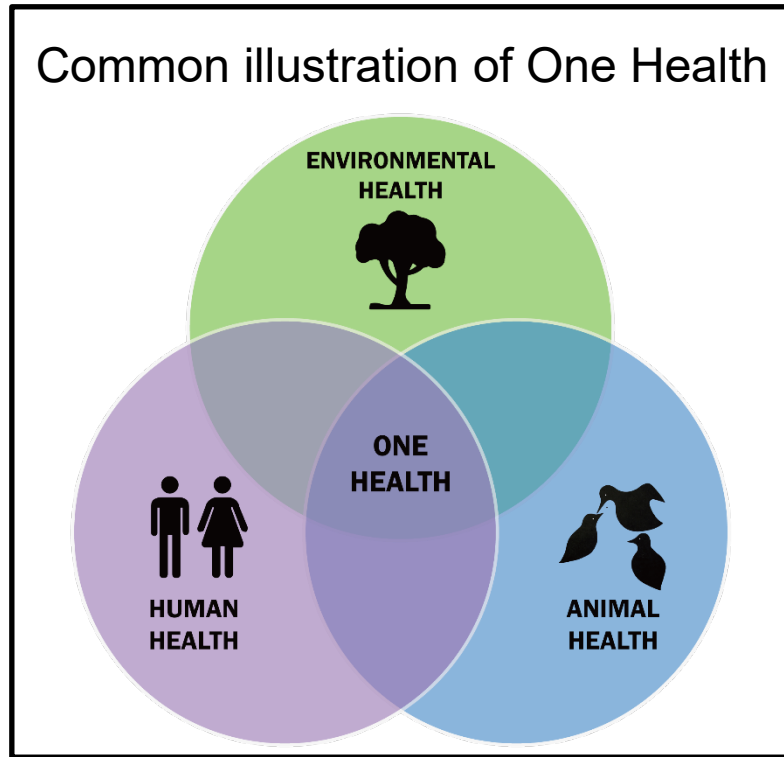 Common illustration of One Health
ENVIRONMENTAL
HEALTH
ONE
HEALTH
HUMAN
HEALTH
ANIMAL
HEALTH